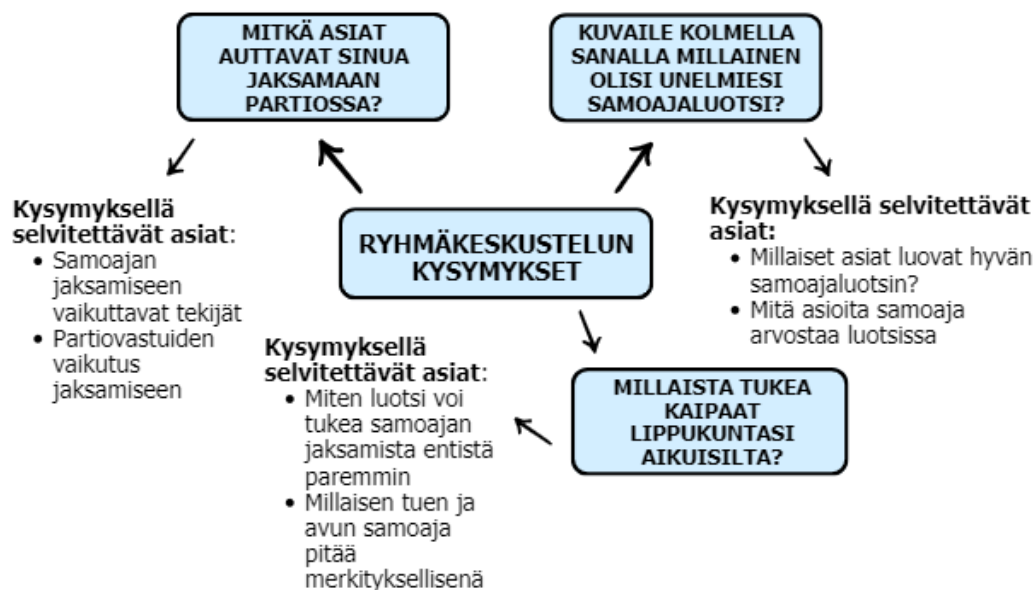 MITKÄ ASIAT
AUTTAVAT SINUA
JAKSAMAAN
PARTIOSSA?
KUVAILE KOLMELLA
SANALLA MILLAINEN
OLISI UNELMIESI
SAMOAJALUOTSI?
RYHMÄKESKUSTELUN
KYSYMYKSET
Kysymyksellä
selvitettävät asiat:
• Samoajan
jaksamiseen
vaikuttavat tekijät
• Partiovastuiden
vaikutus
jaksamiseen
Kysymyksellä selvitettävät
asiat:
• Millaiset asiat luovat hyvän
samoajaluotsin?
• Mitä asioita samoaja
arvostaa luotsissa
MILLAISTA TUKEA
KAIPAAT
LIPPUKUNTASI
AIKUISILTA?
Kysymyksellä
selvitettävät asiat:
• Miten luotsi voi
tukea samoajan
jaksamista entistä
paremmin
• Millaisen tuen ja
avun samoaja
pitää
merkityksellisenä